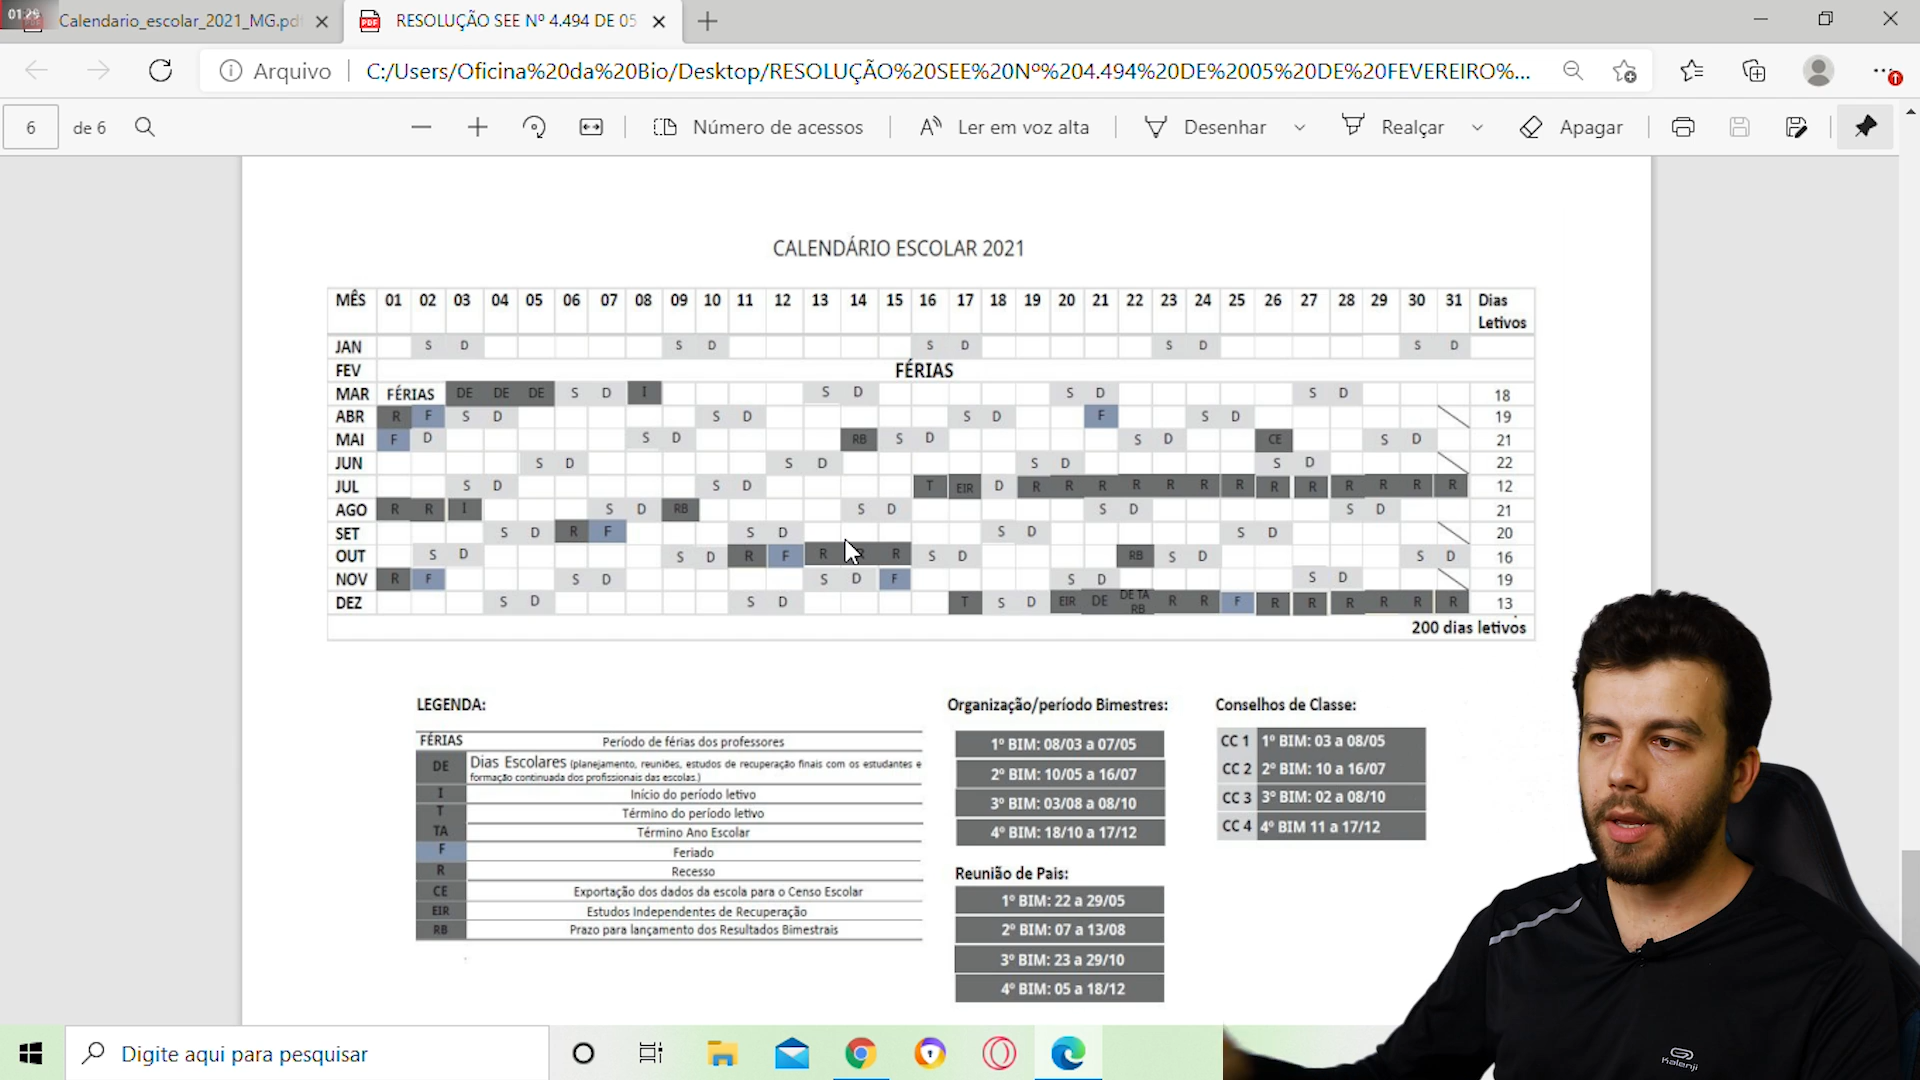 01:29
Calendario_escolar_2021_MG.pdf
RESOLUÇÃO SEE Nº 4.494 DE 05
Arquivo
C:/Users/Oficina%20da%20Bio/Desktop/RESOLUÇÃO%20SEE%20Nº%204.494%20DE%2005%20DE%20FEVEREIRO%...
6 de 6
Número de acessos
Ler em voz alta
Desenhar
Realçar
Apagar
CALENDÁRIO ESCOLAR 2021
MÊS 01 02 03 04 05 06 07 08 09 10 11 12 13 14 15 16 17 18 19 20 21 22 23 24 25 26 27 28 29 30 31 Dias Letivos
JAN S D S D S D S D S D
FEV FÉRIAS
MAR FÉRIAS DE DE DE S D I S D S D S D 18
ABR R F S D S D S D F S D 19
MAI F D S D RB S D S D CE S D 21
JUN S D S D S D S D 22
JUL S D S D T EIR D R R R R R R R R R R R R R 12
AGO R R I S D RB S D S D S D 21
SET S D R F S D S D S D 20
OUT S D S D R F R R R S D RB S D S D 16
NOV R F S D S D F S D S D 19
DEZ S D S D T S D EIR DE DE TA RB R R F R R R R R R 13
200 dias letivos
LEGENDA:
FÉRIAS Período de férias dos professores
DE Dias Escolares (planejamento, reuniões, estudos de recuperação finais com os estudantes e formação continuada dos profissionais das escolas.)
I Início do período letivo
T Término do período letivo
TA Término Ano Escolar
F Feriado
R Recesso
CE Exportação dos dados da escola para o Censo Escolar
EIR Estudos Independentes de Recuperação
RB Prazo para lançamento dos Resultados Bimestrais
Organização/período Bimestres:
1º BIM: 08/03 a 07/05
2º BIM: 10/05 a 16/07
3º BIM: 03/08 a 08/10
4º BIM: 18/10 a 17/12
Reunião de Pais:
1º BIM: 22 a 29/05
2º BIM: 07 a 13/08
3º BIM: 23 a 29/10
4º BIM: 05 a 18/12
Conselhos de Classe:
CC 1 1º BIM: 03 a 08/05
CC 2 2º BIM: 10 a 16/07
CC 3 3º BIM: 02 a 08/10
CC 4 4º BIM 11 a 17/12
Kalenji
Digite aqui para pesquisar